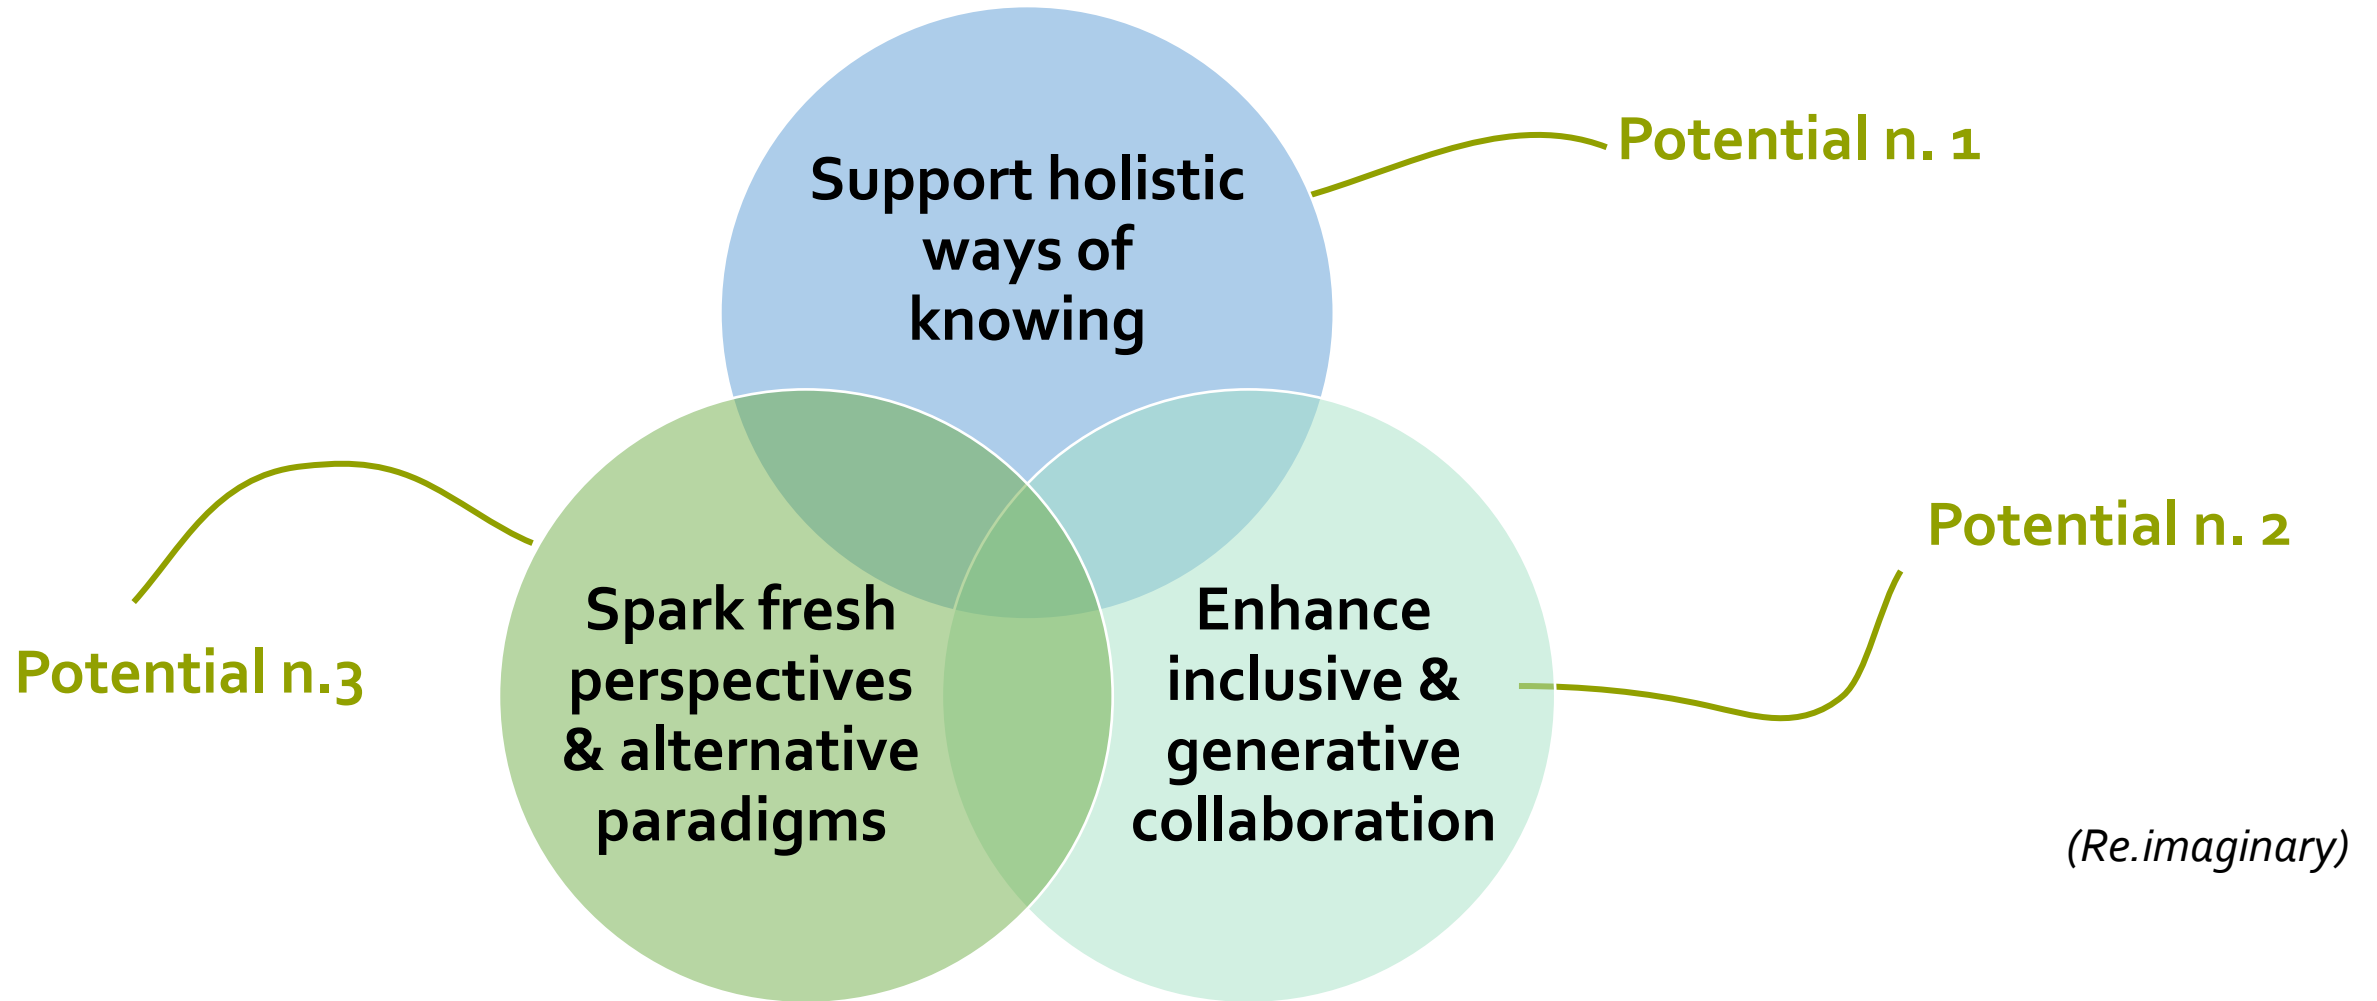 Support holistic
ways of
knowing
Potential n. 1
Spark fresh
perspectives
& alternative
paradigms
Potential n.3
Enhance
inclusive &
generative
collaboration
Potential n. 2
(Re.imaginary)